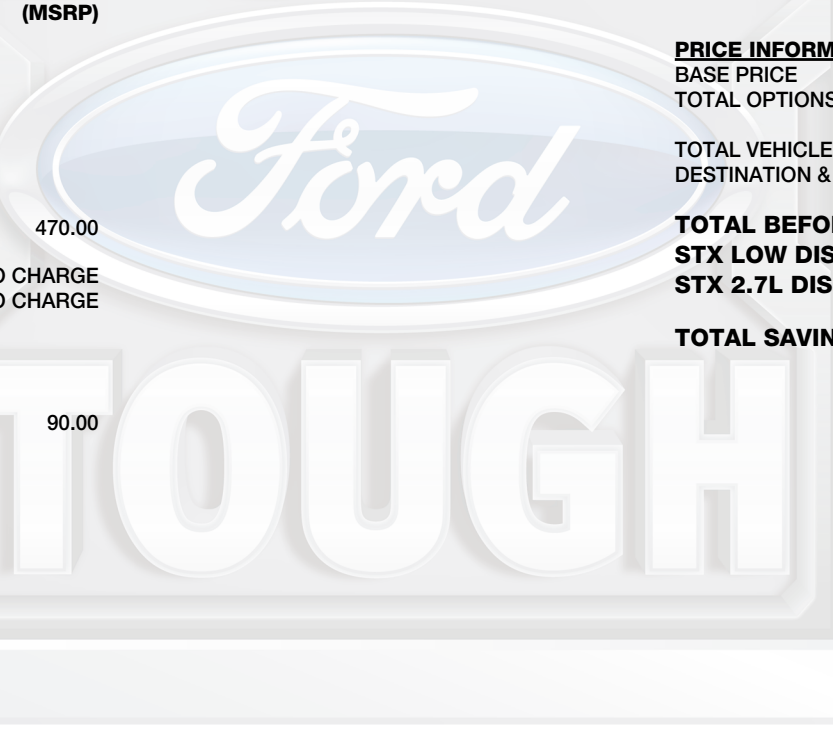 (MSRP)
470.00
O CHARGE
O CHARGE
90.00
PRICE INFORM
BASE PRICE
TOTAL OPTIONS
TOTAL VEHICLE
DESTINATION &
TOTAL BEFO
STX LOW DIS
STX 2.7L DIS
TOTAL SAVIN
Ford
TOUGH